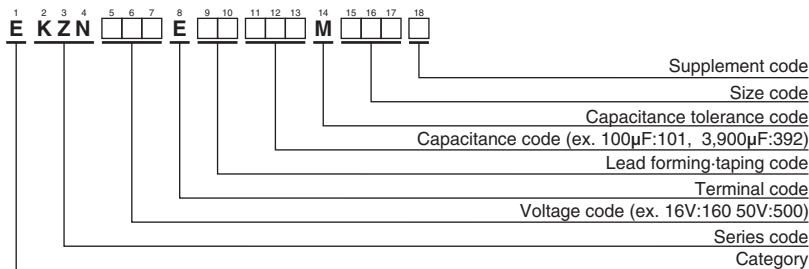 1 2 3 4 5 6 7 8 9 10 11 12 13 14 15 16 17 18
E KZN □□□ E □□ □□□ M □□□ □
Supplement code
Size code
Capacitance tolerance code
Capacitance code (ex. 100µF:101, 3,900µF:392)
Lead forming·taping code
Terminal code
Voltage code (ex. 16V:160 50V:500)
Series code
Category